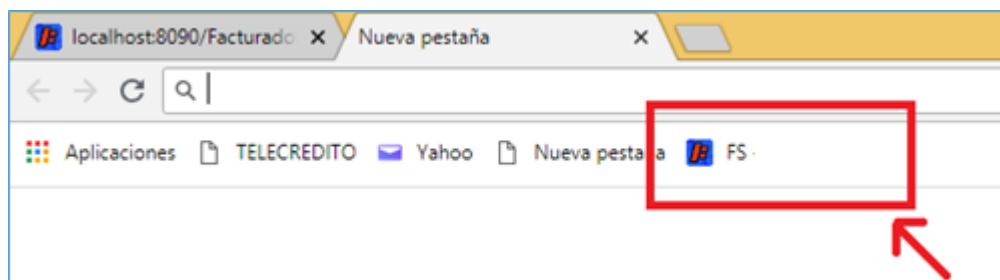 localhost:8090/Facturado
Nueva pestaña
Aplicaciones TELECREDITO Yahoo Nueva pestaña FS